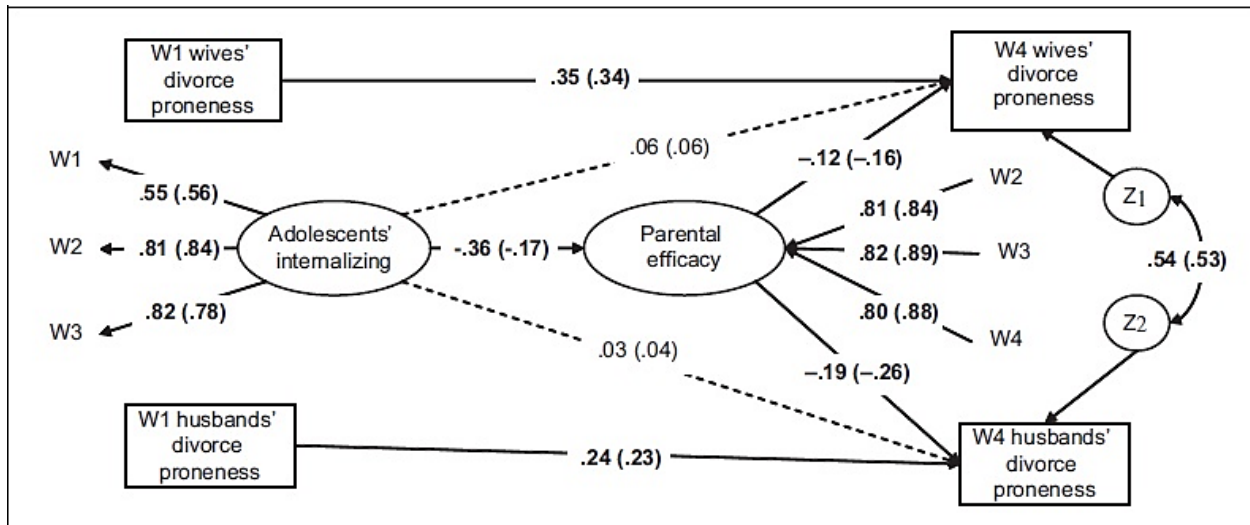 W1 wives’
divorce
proneness
.35 (.34)
W4 wives’
divorce
proneness
.06 (.06)
–.12 (–.16)
W1
.55 (.56)
W2
.81 (.84)
W3
.82 (.78)
Adolescents’
internalizing
-.36 (-.17)
Parental
efficacy
W2
.81 (.84)
W3
.82 (.89)
W4
.80 (.88)
Z1
.54 (.53)
Z2
.03 (.04)
–.19 (–.26)
W1 husbands’
divorce
proneness
.24 (.23)
W4 husbands’
divorce
proneness